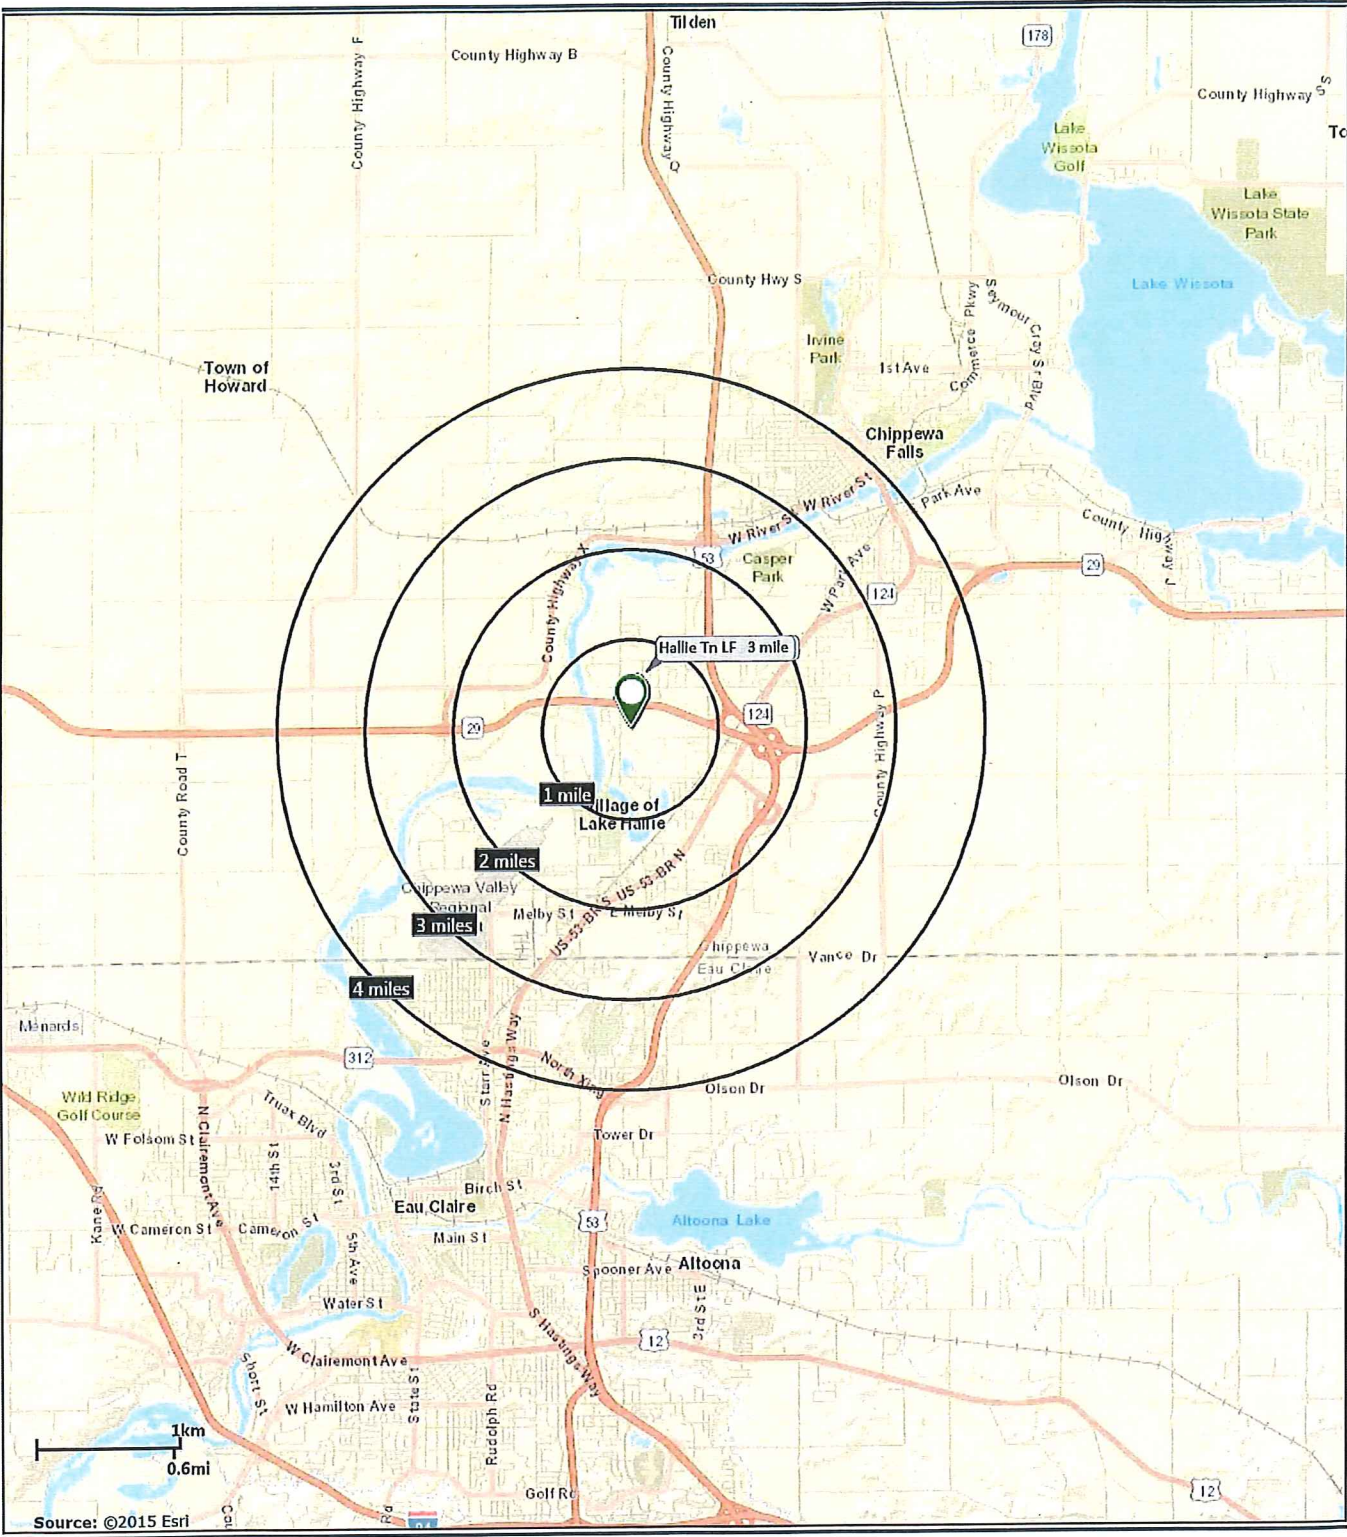 Tilden
178
County Highway B
County Highway F
County Highway Q
County Highway S
S
Lake
Wissota
Golf
Lake
Wissota State
Park
County Hwy S
Lake Wissota
Seymour Cray Sr Blvd
Commerce Pkwy
Irvine
Park
1st Ave
Town of
Howard
Chippewa
Falls
W River St
W River St
Park Ave
County Highway J
53
Casper
Park
29
W Park Ave
124
County Highway X
Hallie Tn LF 3 mile
124
29
County Highway P
County Road T
1 mile
Village of
Lake Hallie
2 miles
US-53-BR N
US-53-BR S
Chippewa Valley
Regional
3 miles
Melby St
E Melby St
Chippewa
Eau Claire
Vance Dr
4 miles
Menards
312
North Xing
Starr Ave
N Hastings Way
Olson Dr
Olson Dr
Wild Ridge
Golf Course
Truax Blvd
W Folsom St
N Clairemont Ave
14th St
3rd St
Tower Dr
Birch St
Kane Rd
Eau Claire
W Cameron St
Cameron St
Main St
53
Altoona Lake
5th Ave
Spooner Ave
Altoona
Water St
3rd St E
S Hastings Way
12
W Clairemont Ave
Short St
State St
W Hamilton Ave
Rudolph Rd
1km
0.6mi
Golf Rd
12
Rd
94
Source: ©2015 Esri